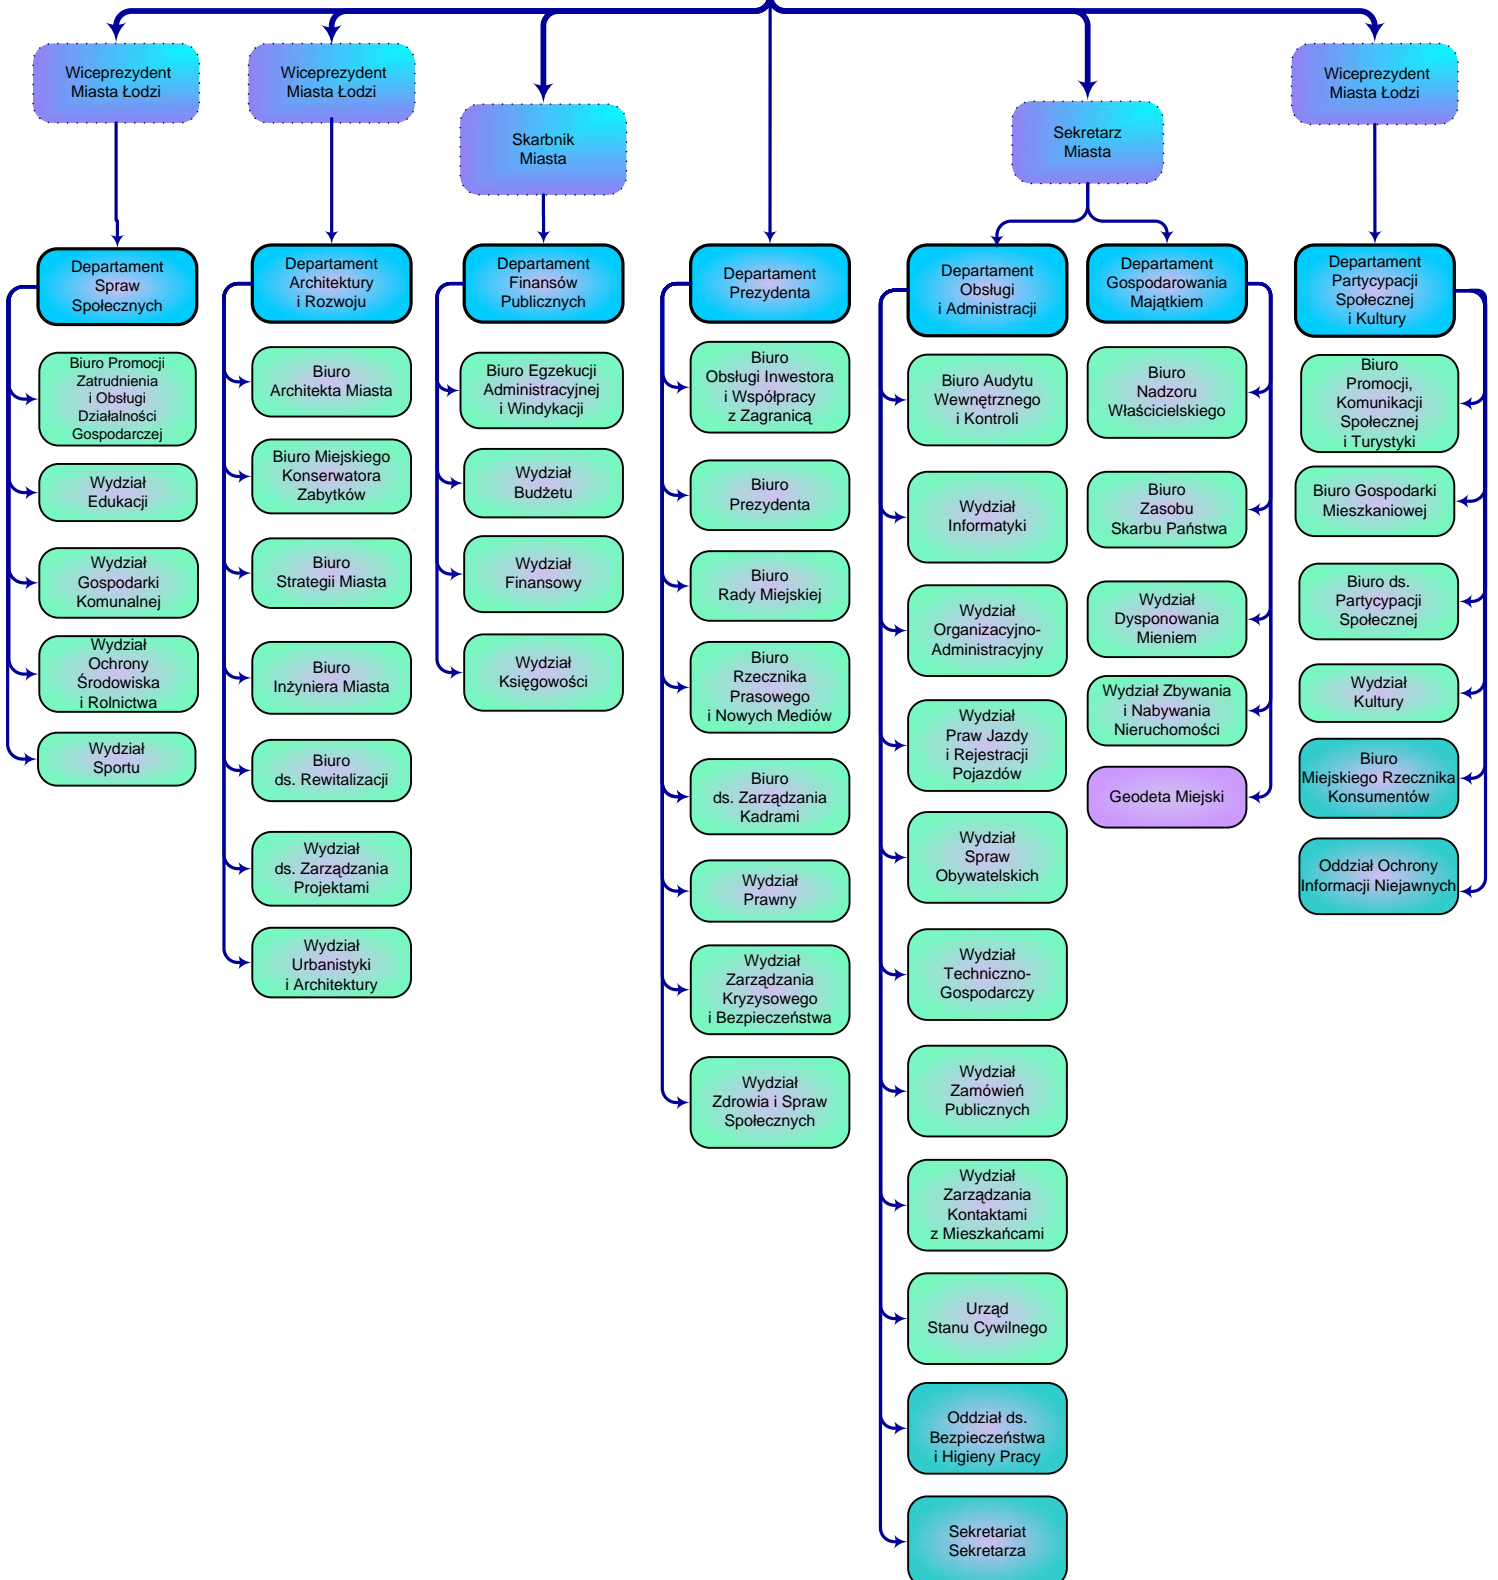 Wiceprezydent
Miasta Łodzi
Wiceprezydent
Miasta Łodzi
Skarbnik
Miasta
Sekretarz
Miasta
Wiceprezydent
Miasta Łodzi
Departament
Spraw
Społecznych
Biuro Promocji
Zatrudnienia
i Obsługi
Działalności
Gospodarczej
Wydział
Edukacji
Wydział
Gospodarki
Komunalnej
Wydział
Ochrony
Środowiska
i Rolnictwa
Wydział
Sportu
Departament
Architektury
i Rozwoju
Biuro
Architekta Miasta
Biuro Miejskiego
Konserwatora
Zabytków
Biuro
Strategii Miasta
Biuro
Inżyniera Miasta
Biuro
ds. Rewitalizacji
Wydział
ds. Zarządzania
Projektami
Wydział
Urbanistyki
i Architektury
Departament
Finansów
Publicznych
Biuro Egzekucji
Administracyjnej
i Windykacji
Wydział
Budżetu
Wydział
Finansowy
Wydział
Księgowości
Departament
Prezydenta
Biuro
Obsługi Inwestora
i Współpracy
z Zagranicą
Biuro
Prezydenta
Biuro
Rady Miejskiej
Biuro
Rzecznika
Prasowego
i Nowych Mediów
Biuro
ds. Zarządzania
Kadrami
Wydział
Prawny
Wydział
Zarządzania
Kryzysowego
i Bezpieczeństwa
Wydział
Zdrowia i Spraw
Społecznych
Departament
Obsługi
i Administracji
Biuro Audytu
Wewnętrznego
i Kontroli
Wydział
Informatyki
Wydział
Organizacyjno-
Administracyjny
Wydział
Praw Jazdy
i Rejestracji
Pojazdów
Wydział
Spraw
Obywatelskich
Wydział
Techniczno-
Gospodarczy
Wydział
Zamówień
Publicznych
Wydział
Zarządzania
Kontaktami
z Mieszkańcami
Urząd
Stanu Cywilnego
Oddział ds.
Bezpieczeństwa
i Higieny Pracy
Sekretariat
Sekretarza
Departament
Gospodarowania
Majątkiem
Biuro
Nadzoru
Właścicielskiego
Biuro
Zasobu
Skarbu Państwa
Wydział
Dysponowania
Mieniem
Wydział Zbywania
i Nabywania
Nieruchomości
Geodeta Miejski
Departament
Partycypacji
Społecznej
i Kultury
Biuro
Promocji,
Komunikacji
Społecznej
i Turystyki
Biuro Gospodarki
Mieszkaniowej
Biuro ds.
Partycypacji
Społecznej
Wydział
Kultury
Biuro
Miejskiego Rzecznika
Konsumentów
Oddział Ochrony
Informacji Niejawnych